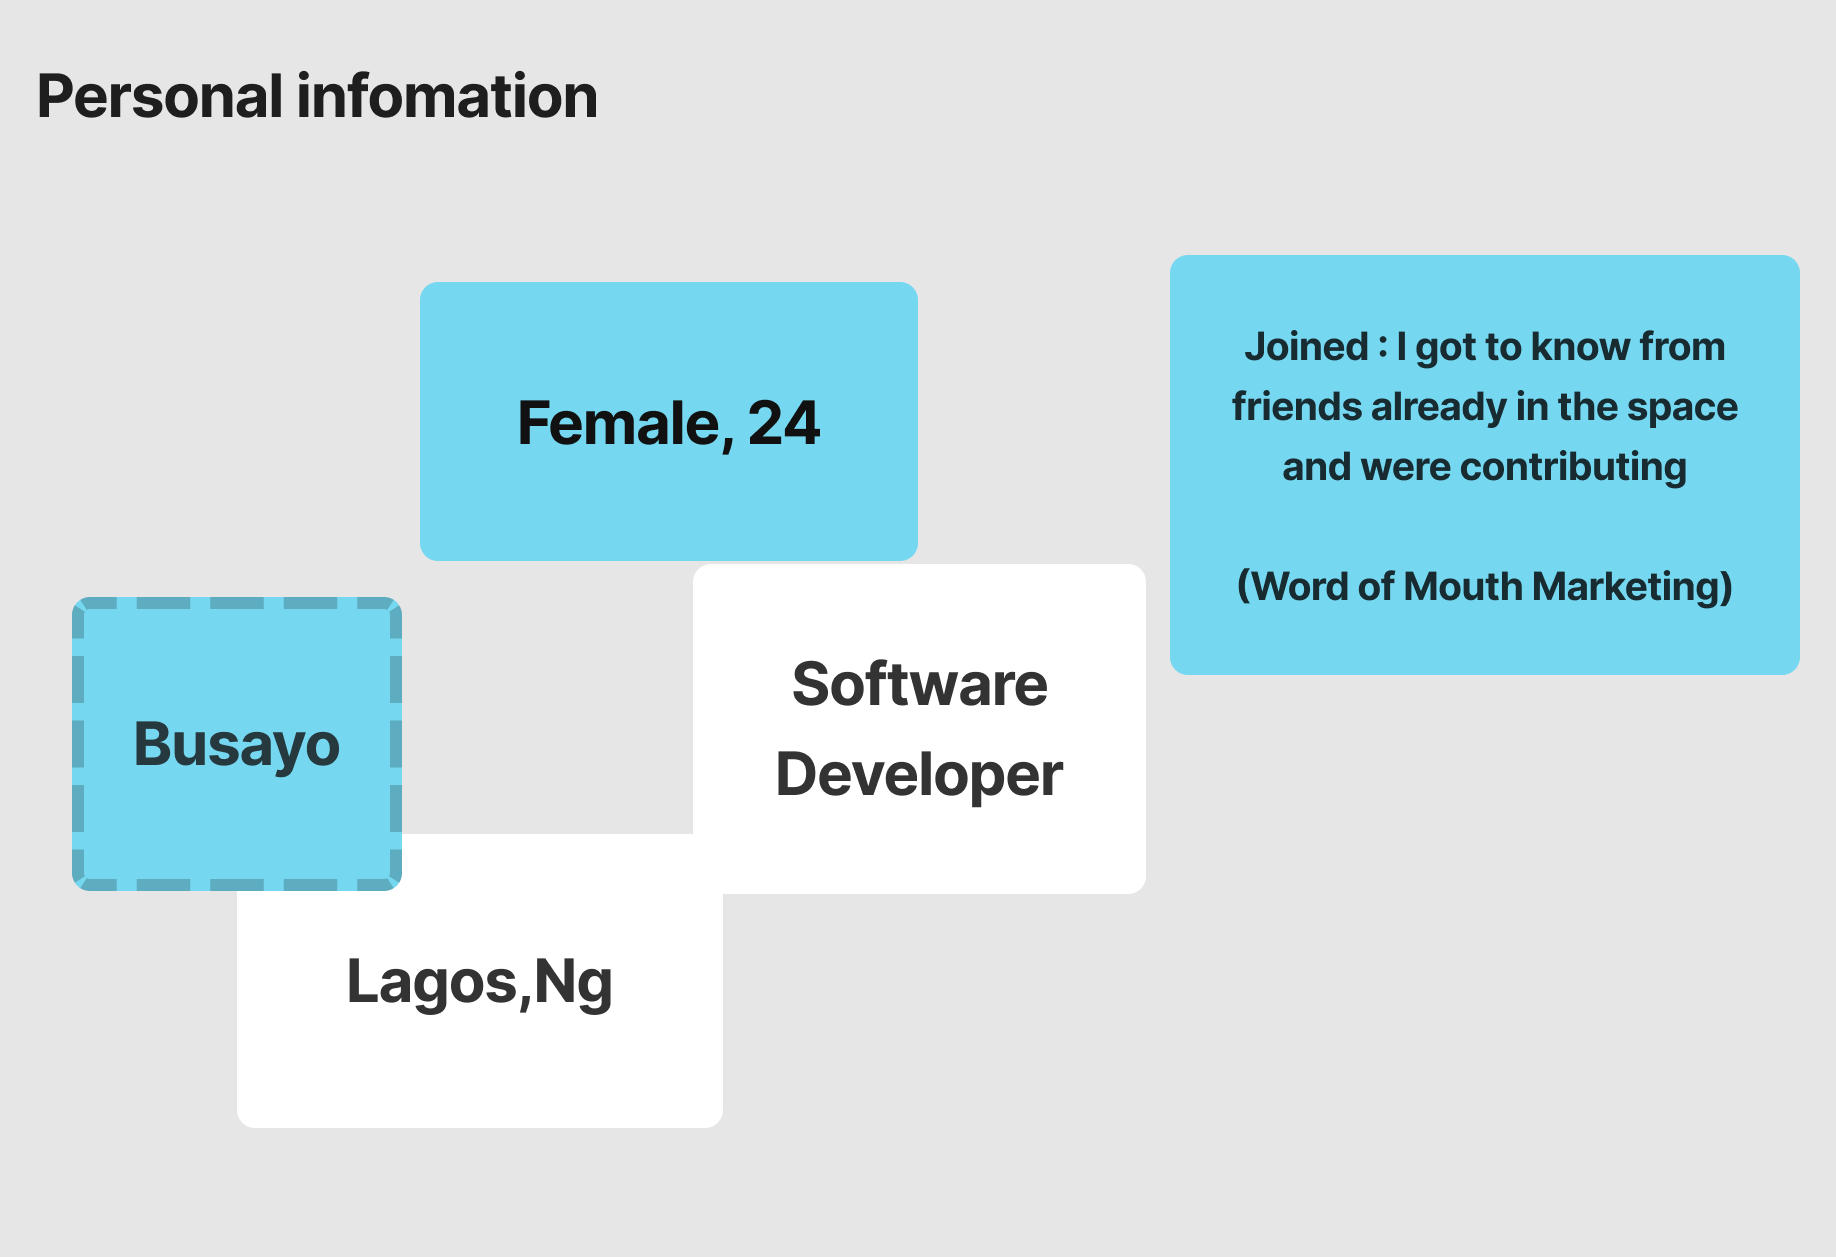 Personal infomation
Female, 24
Joined : I got to know from
friends already in the space
and were contributing
(Word of Mouth Marketing)
Software
Developer
Busayo
Lagos,Ng